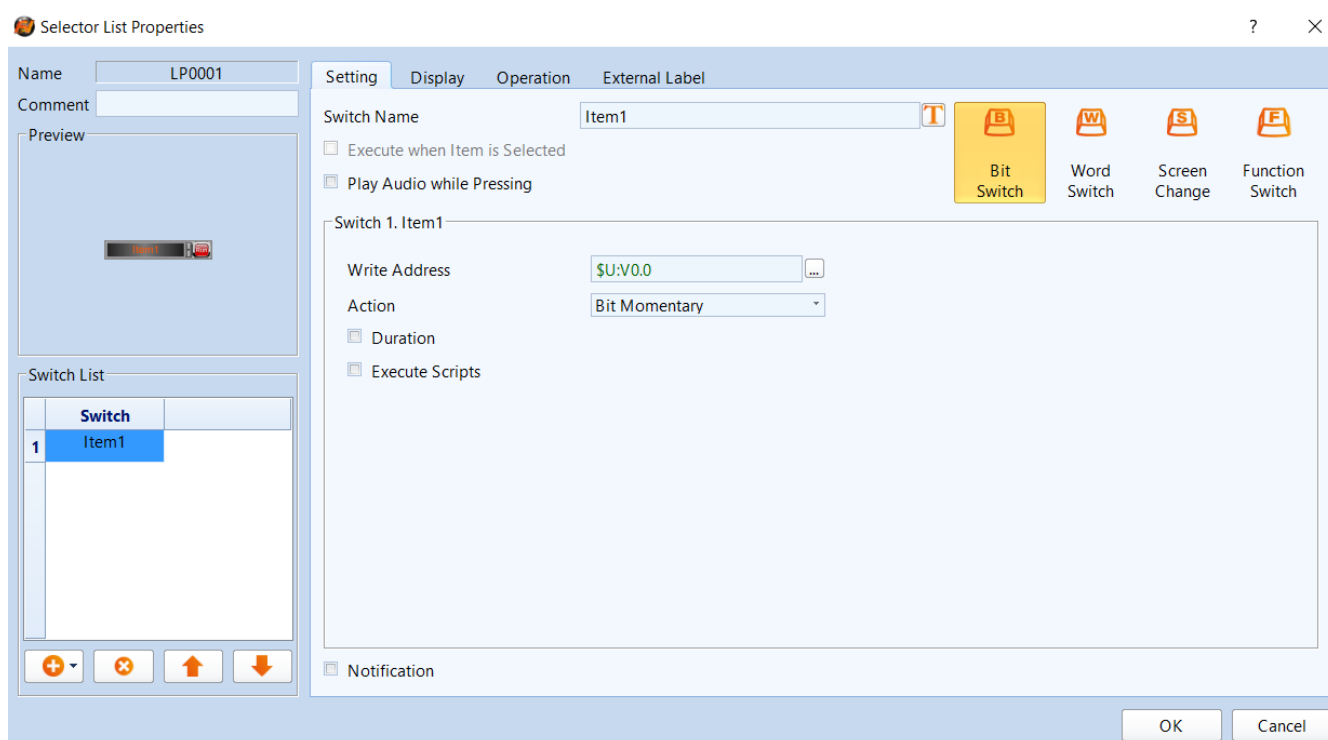 Selector List Properties
?
Name LP0001
Comment
Preview
Item1
Switch List
Switch
1 Item1
Setting Display Operation External Label
Switch Name Item1 T
Execute when Item is Selected
Play Audio while Pressing
B W S F
Bit Switch
Word Switch
Screen Change
Function Switch
Switch 1. Item1
Write Address $U:V0.0 ...
Action Bit Momentary
Duration
Execute Scripts
Notification
OK Cancel